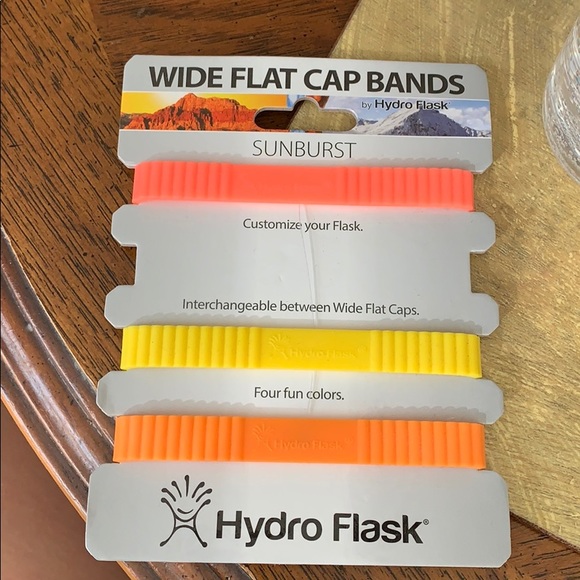 WIDE FLAT CAP BANDS
by Hydro Flask®
SUNBURST
Customize your Flask.
Interchangeable between Wide Flat Caps.
Hydro Flask
Four fun colors.
Hydro Flask
Hydro Flask®